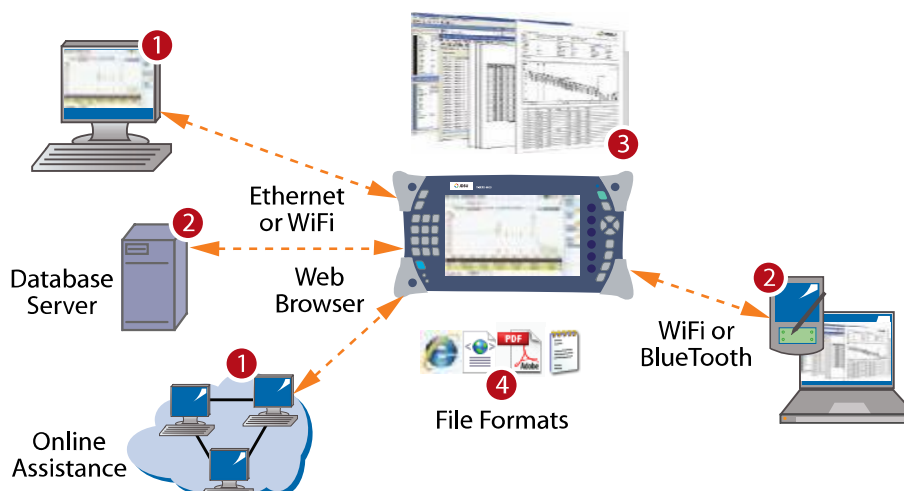 1
3
Ethernet
or WiFi
2
Database
Server
Web
Browser
2
WiFi or
BlueTooth
PDF
Adobe
1
4
File Formats
Online
Assistance